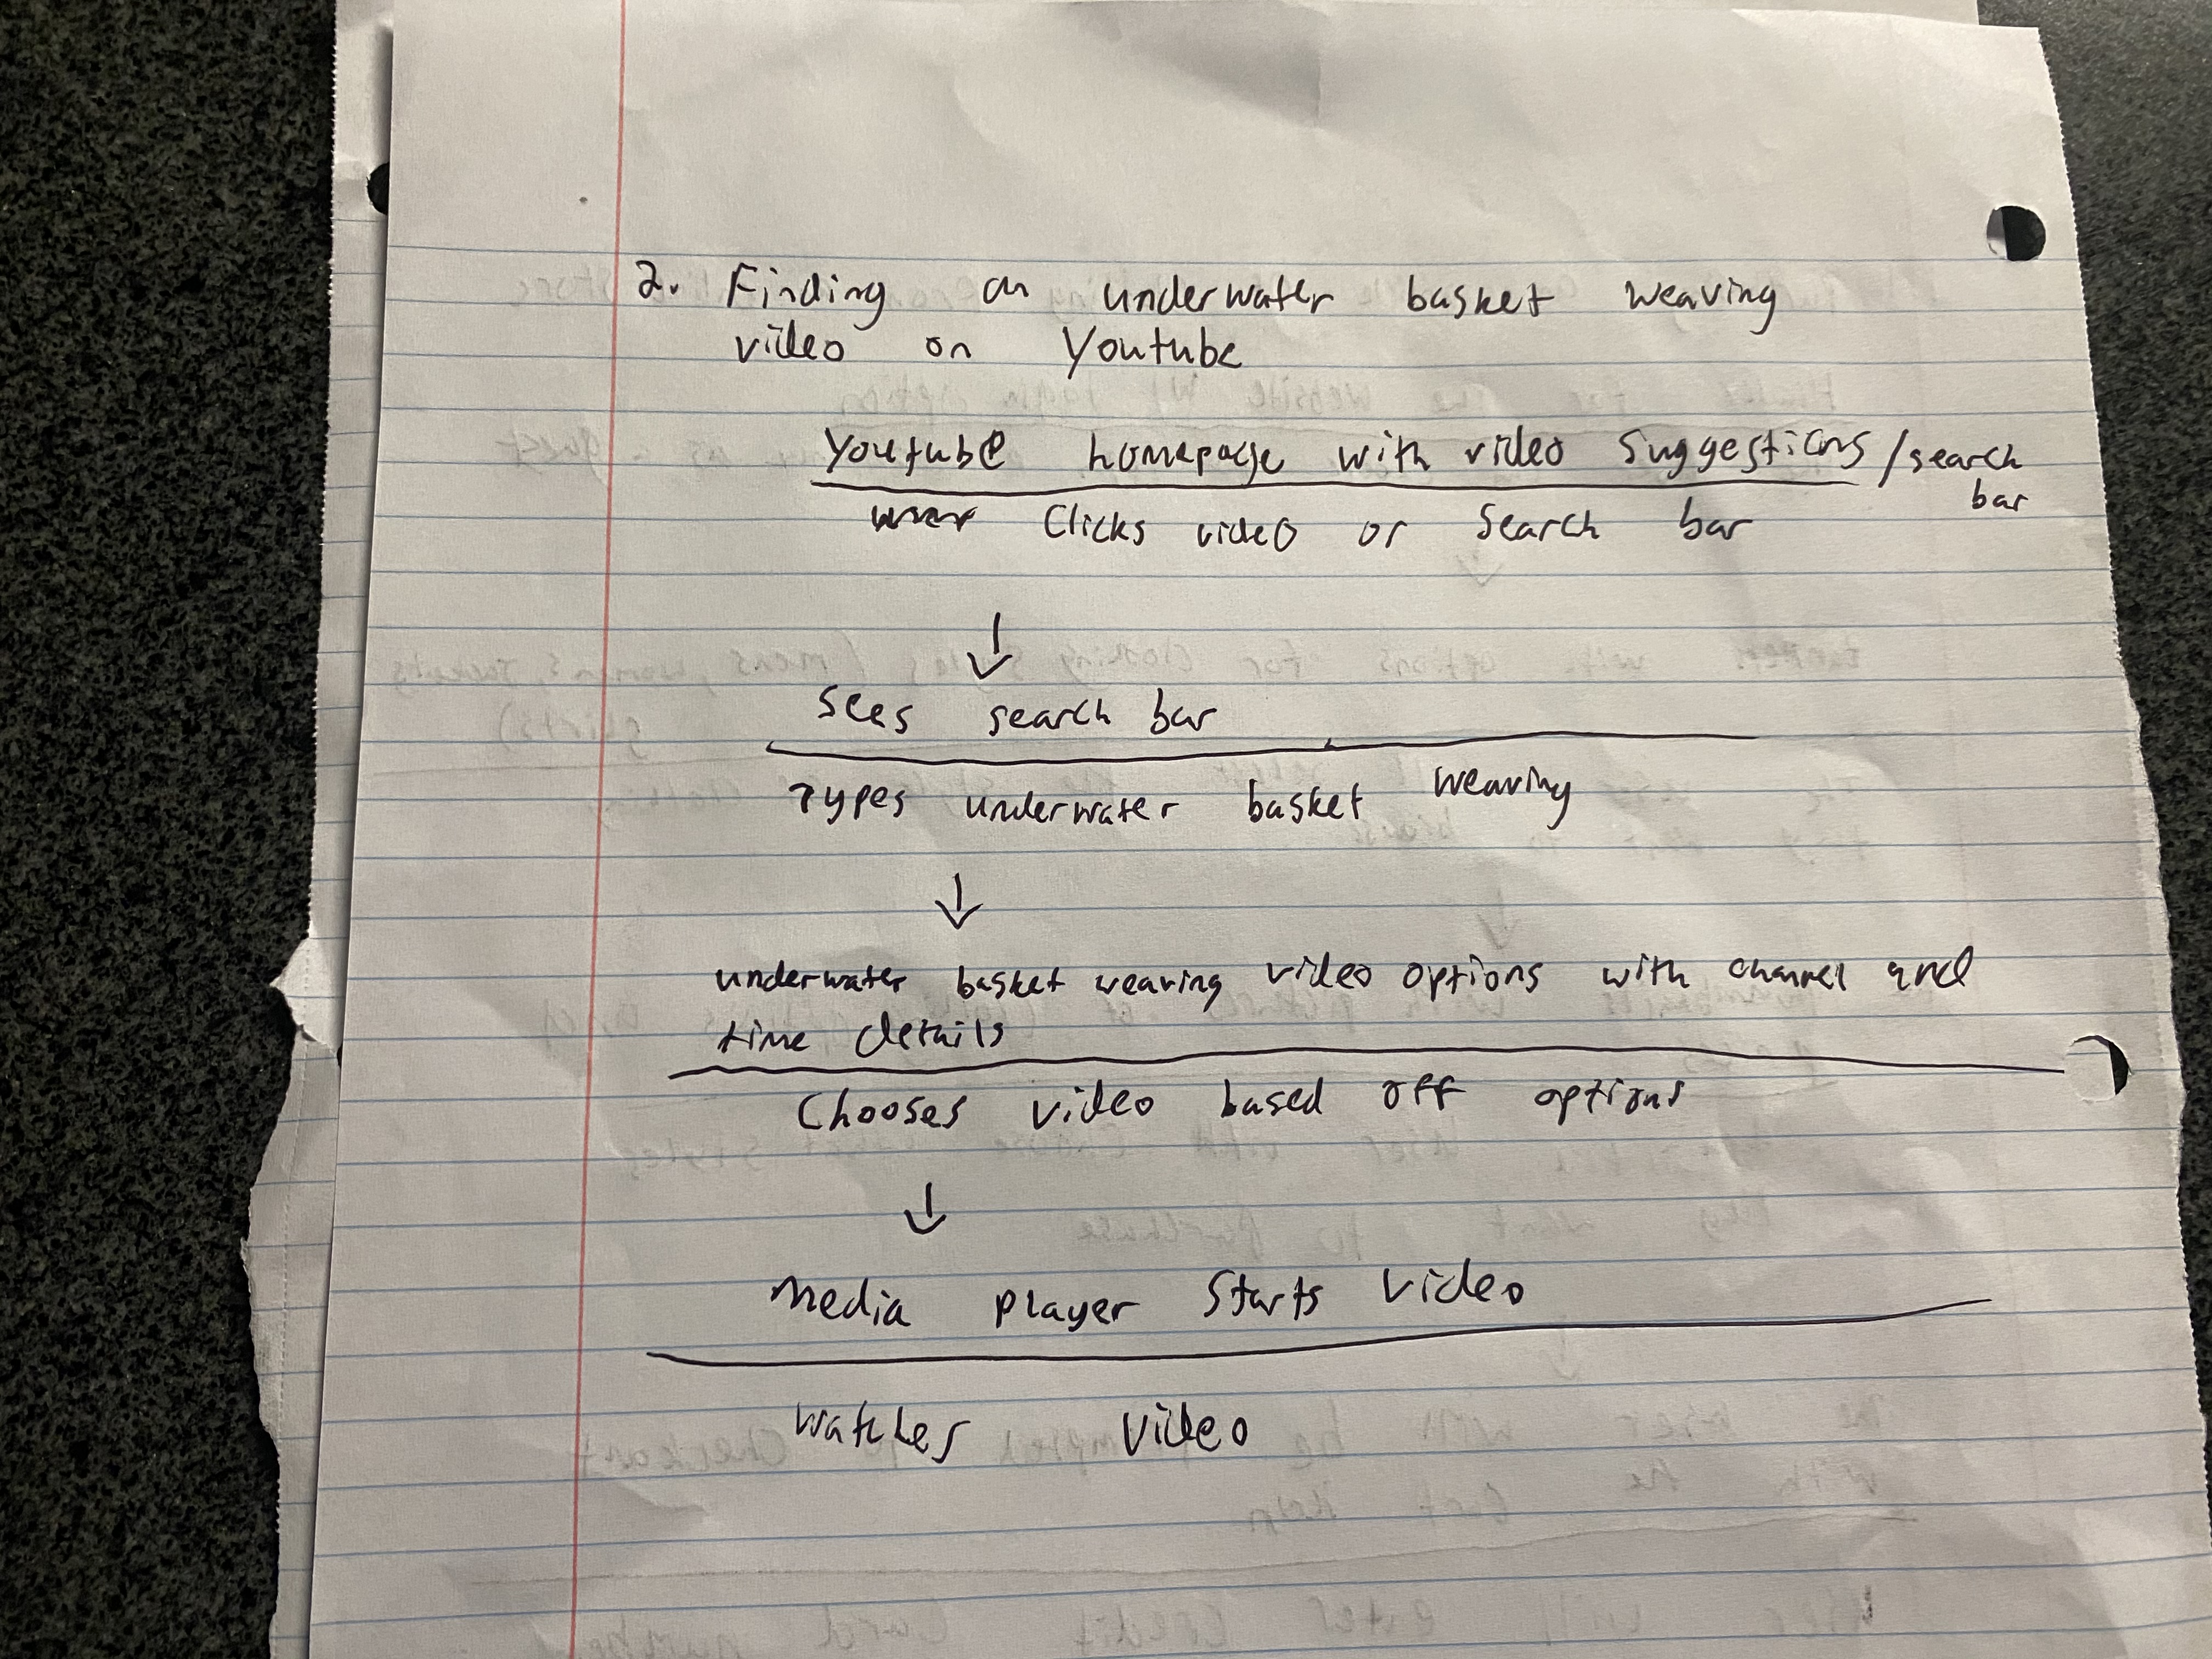 2. Finding an underwater basket weaving
video on Youtube
Youtube homepage with video suggestions/search
bar
Clicks video or search bar
↓
Sees search bar
Types underwater basket weaving
↓
underwater basket weaving video options with channel and
time details
Chooses video based off options
↓
Media player starts video
watches video